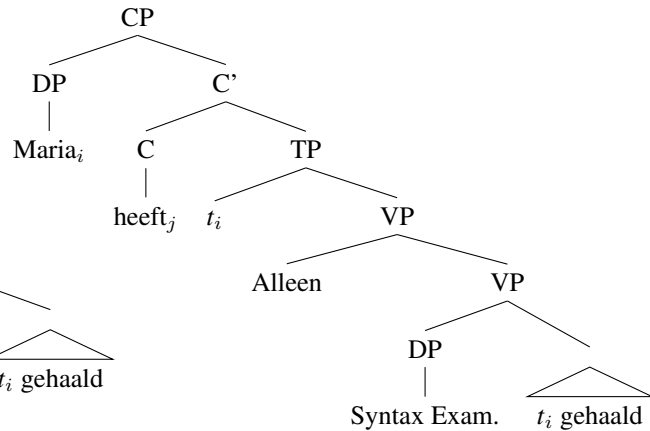 CP
DP C’
Maria_i C TP
heeft_j t_i VP
Alleen VP
DP
t_i gehaald
Syntax Exam. t_i gehaald